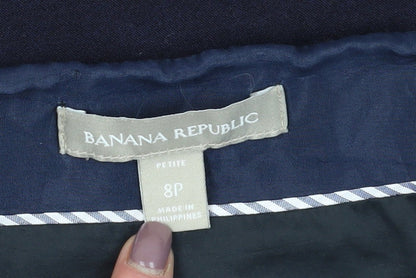 BANANA REPUBLIC
PETITE
8P
MADE IN
PHILIPPINES